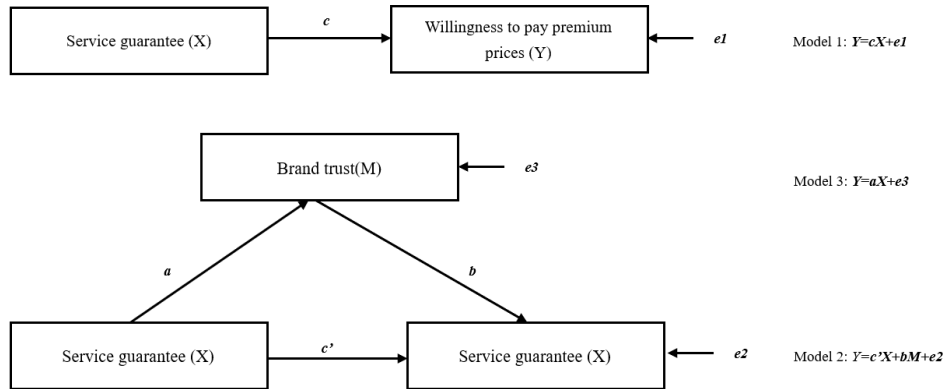 c
Service guarantee (X)
Willingness to pay premium
prices (Y)
e1
Model 1: Y=cX+e1
Brand trust(M)
e3
Model 3: Y=aX+e3
a
b
Service guarantee (X)
c’
Service guarantee (X)
e2
Model 2: Y=c’X+bM+e2